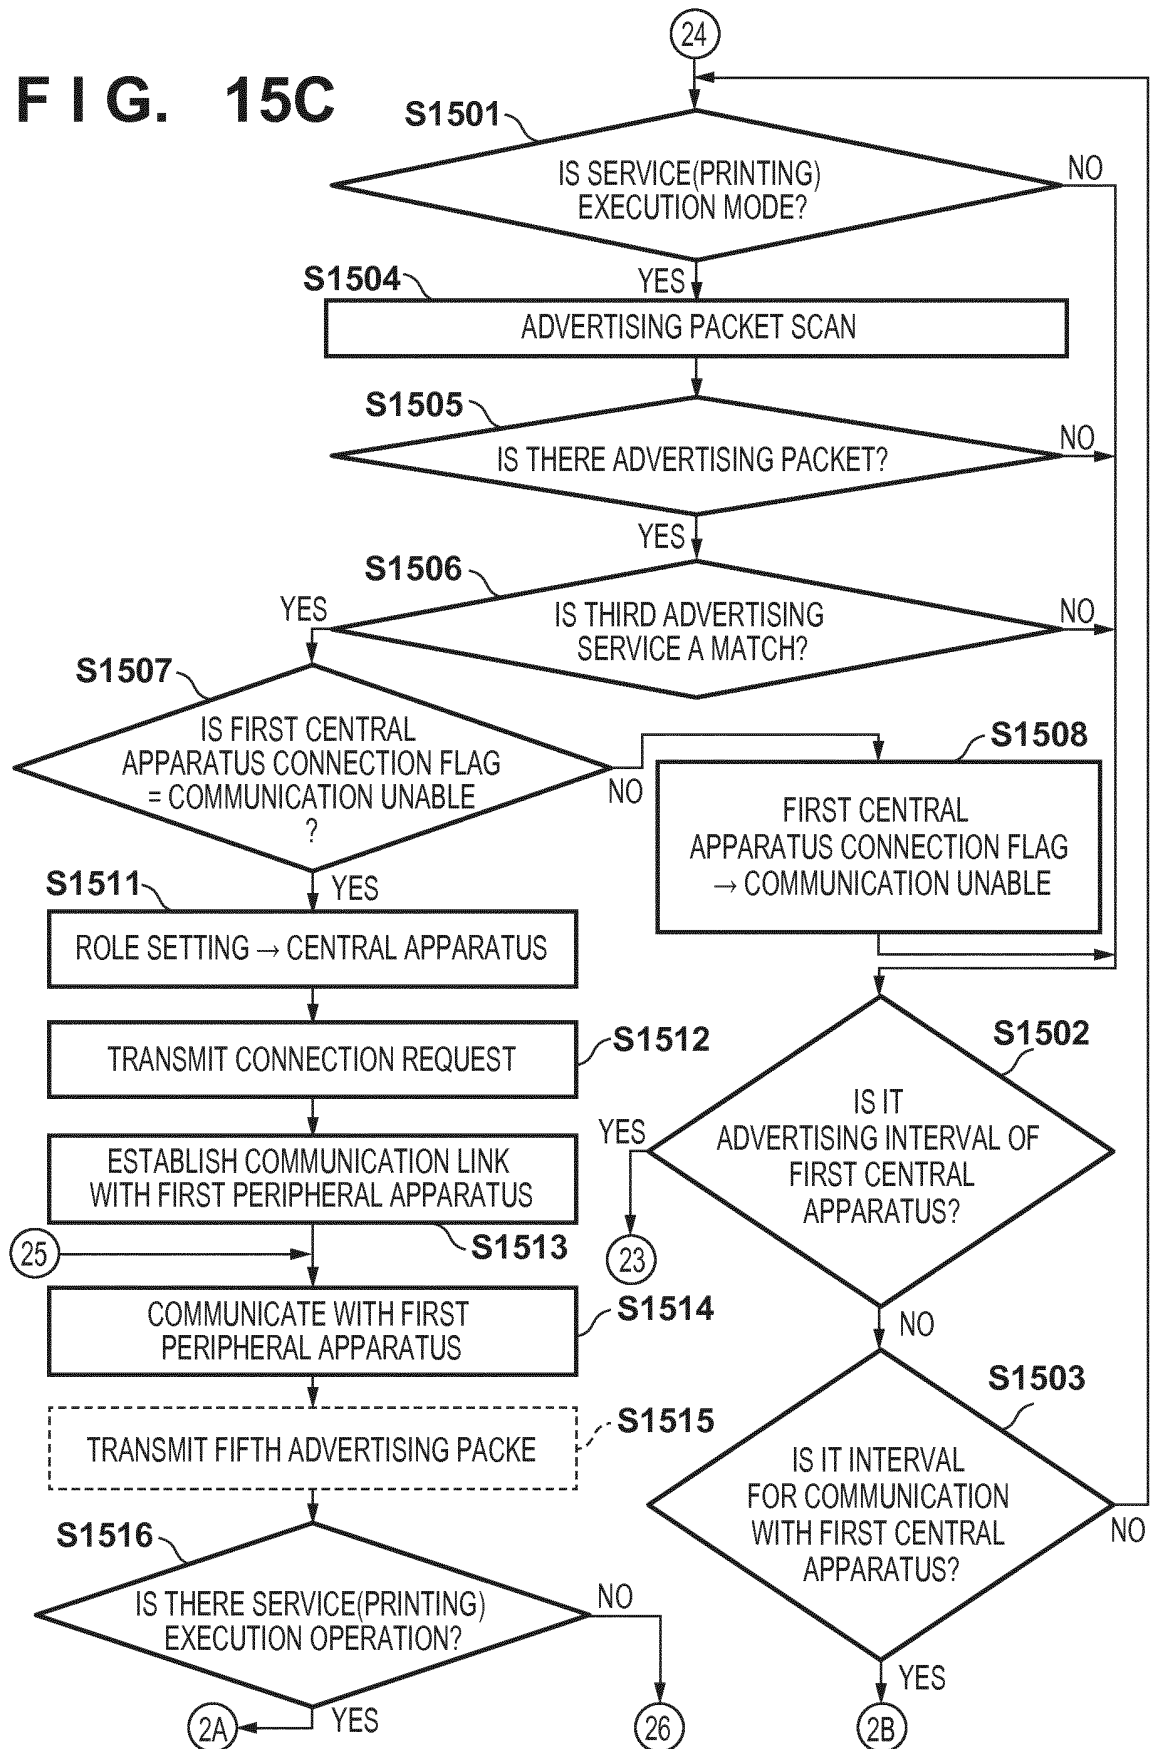 24
FIG. 15C
S1501
IS SERVICE(PRINTING)
EXECUTION MODE?
NO
YES
S1504
ADVERTISING PACKET SCAN
S1505
IS THERE ADVERTISING PACKET?
NO
YES
S1506
IS THIRD ADVERTISING
SERVICE A MATCH?
NO
YES
S1507
IS FIRST CENTRAL
APPARATUS CONNECTION FLAG
= COMMUNICATION UNABLE
?
NO
YES
S1508
FIRST CENTRAL
APPARATUS CONNECTION FLAG
→ COMMUNICATION UNABLE
S1511
ROLE SETTING → CENTRAL APPARATUS
TRANSMIT CONNECTION REQUEST
S1512
ESTABLISH COMMUNICATION LINK
WITH FIRST PERIPHERAL APPARATUS
S1513
25
COMMUNICATE WITH FIRST
PERIPHERAL APPARATUS
S1514
TRANSMIT FIFTH ADVERTISING PACKE
S1515
S1516
IS THERE SERVICE(PRINTING)
EXECUTION OPERATION?
NO
YES
2A
26
S1502
IS IT
ADVERTISING INTERVAL OF
FIRST CENTRAL
APPARATUS?
YES
23
NO
S1503
IS IT INTERVAL
FOR COMMUNICATION
WITH FIRST CENTRAL
APPARATUS?
NO
YES
2B